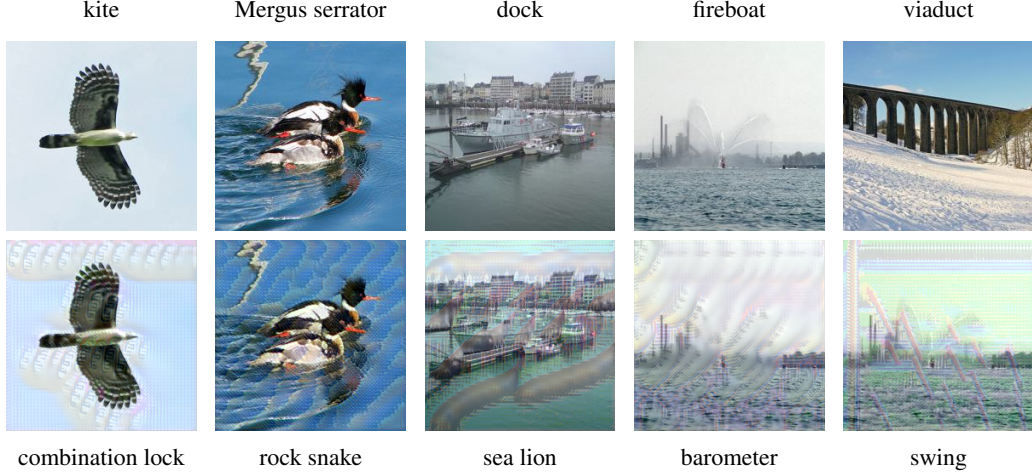 kite
Mergus serrator
dock
fireboat
viaduct
combination lock
rock snake
sea lion
barometer
swing